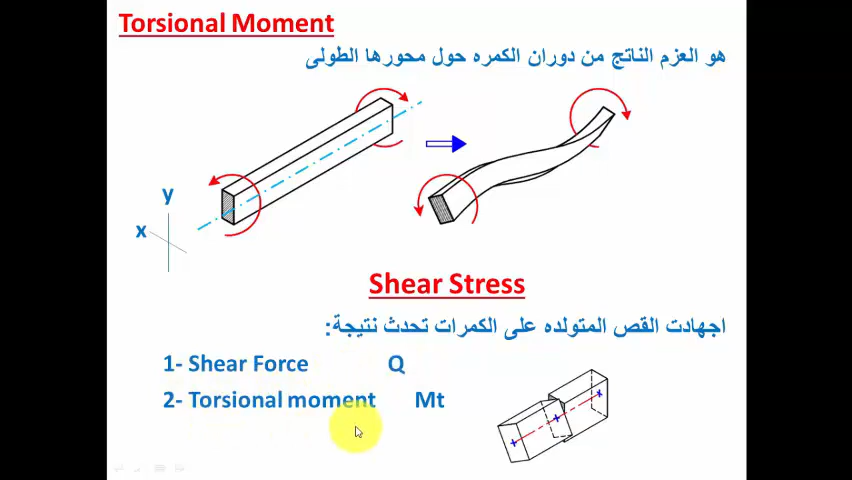 Torsional Moment
هو العزم الناتج من دوران الكمره حول محورها الطولى
y
x
Shear Stress
اجهادت القص المتولده على الكمرات تحدث نتيجة:
1- Shear Force Q
2- Torsional moment Mt